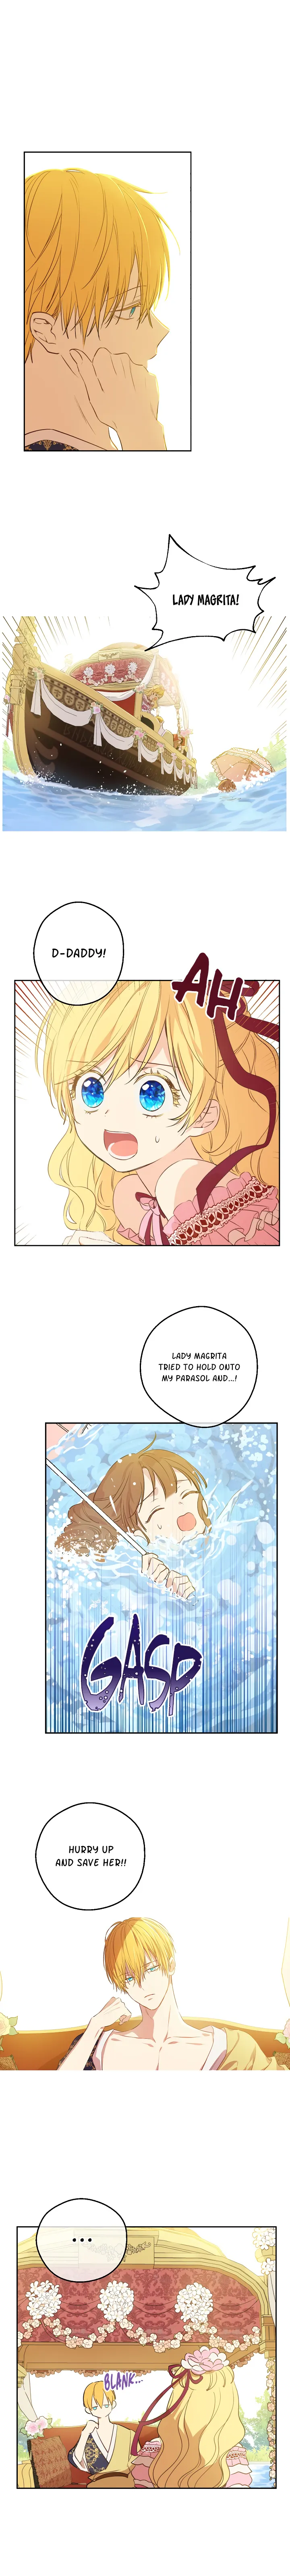 LADY MAGRITA!
D-DADDY!
AH
LADY MAGRITA
TRIED TO HOLD ONTO
MY PARASOL AND...!
GASP
HURRY UP
AND SAVE HER!!
...
BLANK...